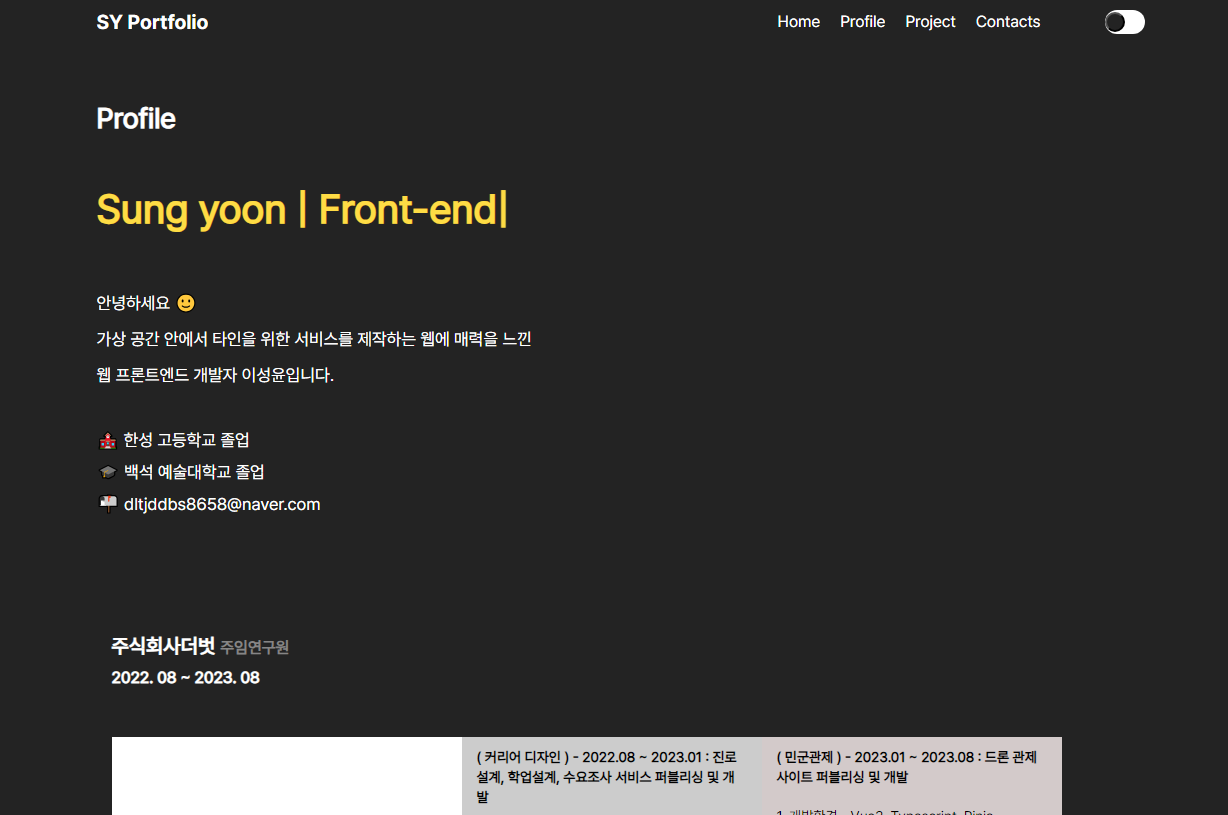 SY Portfolio
Home Profile Project Contacts
Profile
Sung yoon | Front-end|
안녕하세요 🙂
가상 공간 안에서 타인을 위한 서비스를 제작하는 웹에 매력을 느낀
웹 프론트엔드 개발자 이성윤입니다.
한성 고등학교 졸업
백석 예술대학교 졸업
dltjddbs8658@naver.com
주식회사더벗 주임연구원
2022. 08 ~ 2023. 08
( 커리어 디자인 ) - 2022.08 ~ 2023.01 : 진로
설계, 학업설계, 수요조사 서비스 퍼블리싱 및 개
발
( 민군관제 ) - 2023.01 ~ 2023.08 : 드론 관제
사이트 퍼블리싱 및 개발